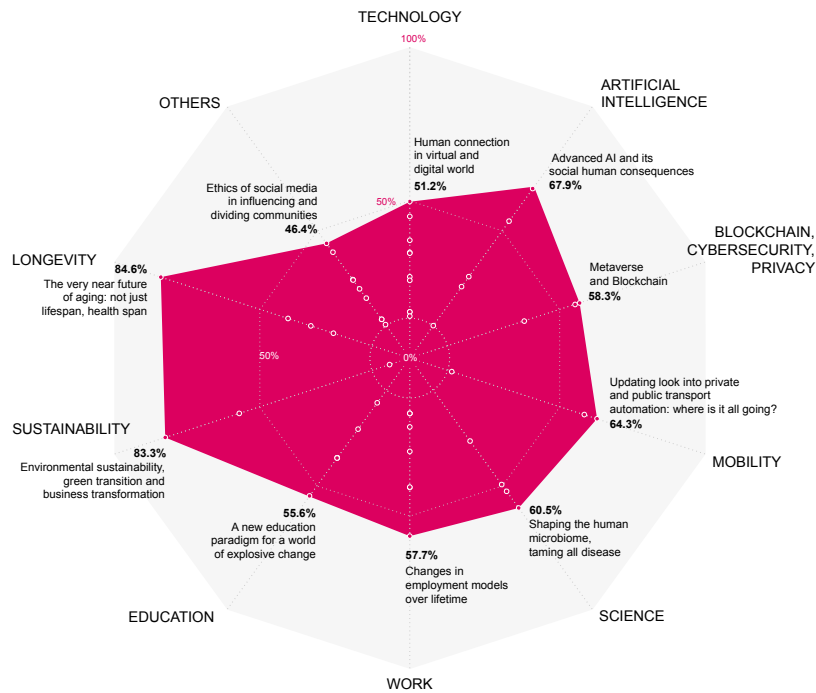 TECHNOLOGY
100%
ARTIFICIAL
INTELLIGENCE
OTHERS
Human connection
in virtual and
digital world
51.2%
Advanced AI and its
social human consequences
67.9%
Ethics of social media
in influencing and
dividing communities
46.4%
50%
BLOCKCHAIN,
CYBERSECURITY,
PRIVACY
LONGEVITY
84.6%
The very near future
of aging: not just
lifespan, health span
Metaverse
and Blockchain
58.3%
50%
0%
Updating look into private
and public transport
automation: where is it all going?
64.3%
MOBILITY
SUSTAINABILITY
83.3%
Environmental sustainability,
green transition and
business transformation
55.6%
A new education
paradigm for a world
of explosive change
60.5%
Shaping the human
microbiome,
taming all disease
57.7%
Changes in
employment models
over lifetime
EDUCATION
SCIENCE
WORK